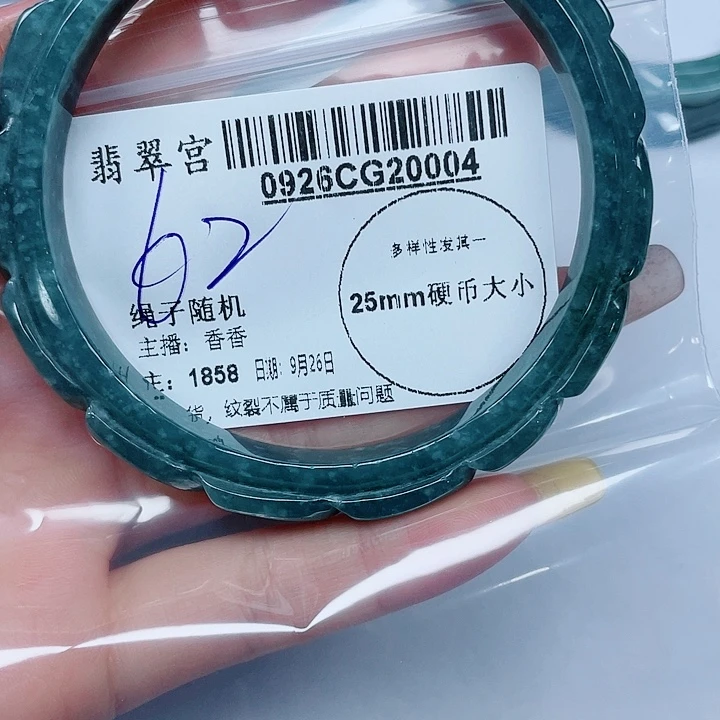 翡翠宫
0926CG20004
62
多样性发其一
25mm硬币大小
绳子随机
主播：香香
主：1858 日期：9月26日
货，纹裂不属于质量问题